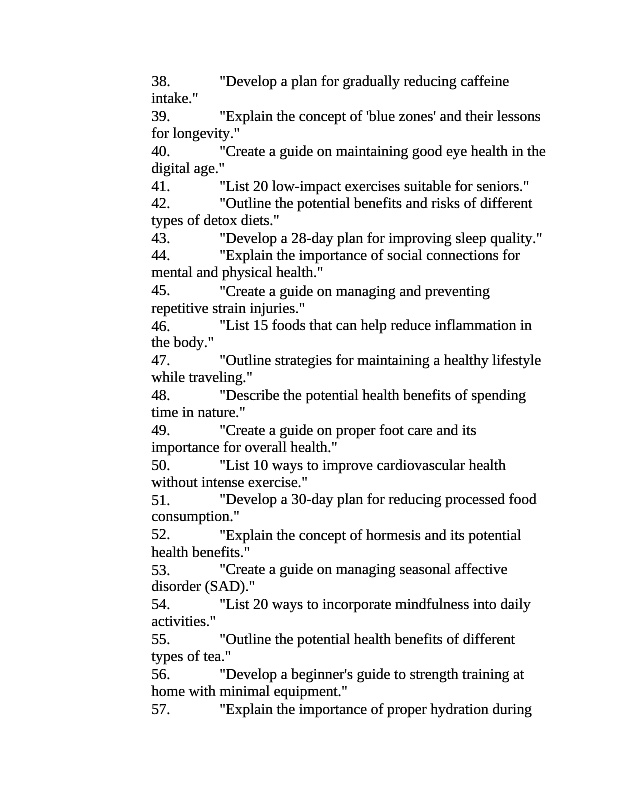 38. "Develop a plan for gradually reducing caffeine
intake."
39. "Explain the concept of 'blue zones' and their lessons
for longevity."
40. "Create a guide on maintaining good eye health in the
digital age."
41. "List 20 low-impact exercises suitable for seniors."
42. "Outline the potential benefits and risks of different
types of detox diets."
43. "Develop a 28-day plan for improving sleep quality."
44. "Explain the importance of social connections for
mental and physical health."
45. "Create a guide on managing and preventing
repetitive strain injuries."
46. "List 15 foods that can help reduce inflammation in
the body."
47. "Outline strategies for maintaining a healthy lifestyle
while traveling."
48. "Describe the potential health benefits of spending
time in nature."
49. "Create a guide on proper foot care and its
importance for overall health."
50. "List 10 ways to improve cardiovascular health
without intense exercise."
51. "Develop a 30-day plan for reducing processed food
consumption."
52. "Explain the concept of hormesis and its potential
health benefits."
53. "Create a guide on managing seasonal affective
disorder (SAD)."
54. "List 20 ways to incorporate mindfulness into daily
activities."
55. "Outline the potential health benefits of different
types of tea."
56. "Develop a beginner's guide to strength training at
home with minimal equipment."
57. "Explain the importance of proper hydration during